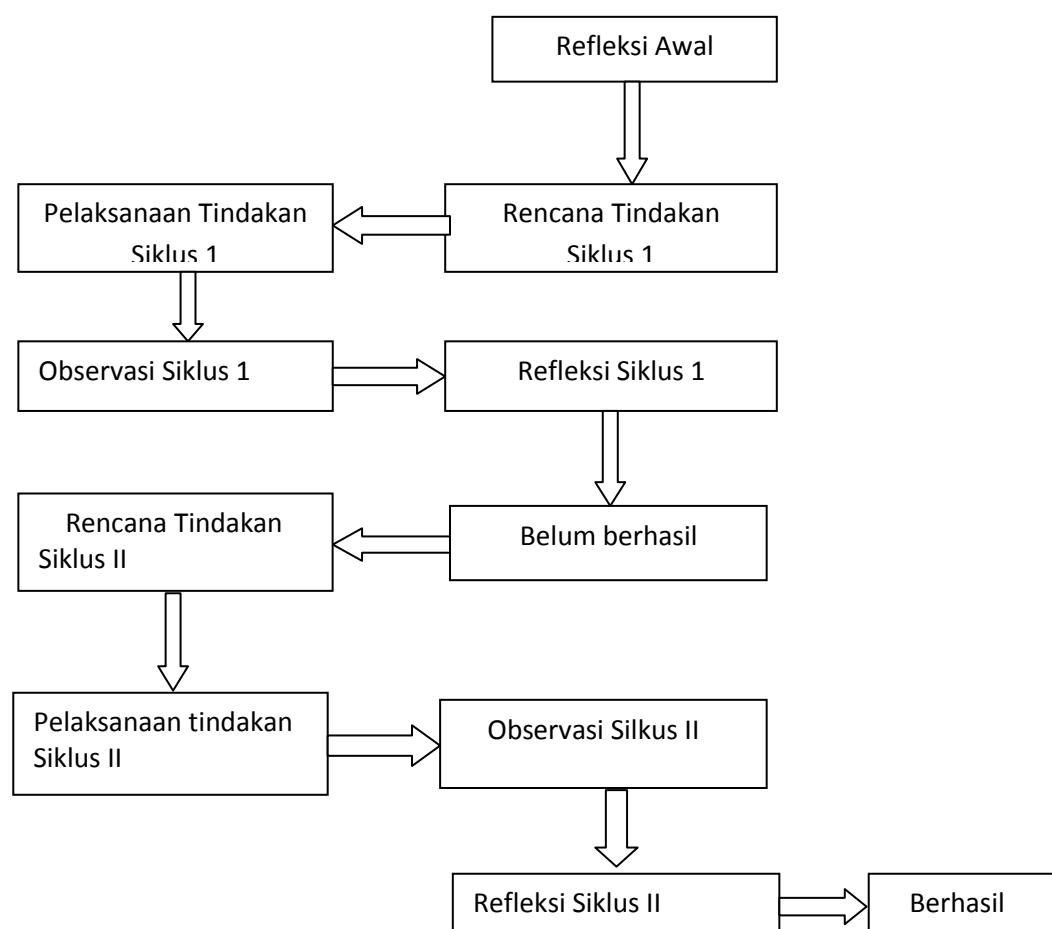 Refleksi Awal
Rencana Tindakan
Siklus 1
Pelaksanaan Tindakan
Siklus 1
Observasi Siklus 1
Refleksi Siklus 1
Belum berhasil
Rencana Tindakan
Siklus II
Pelaksanaan tindakan
Siklus II
Observasi Silkus II
Refleksi Siklus II
Berhasil